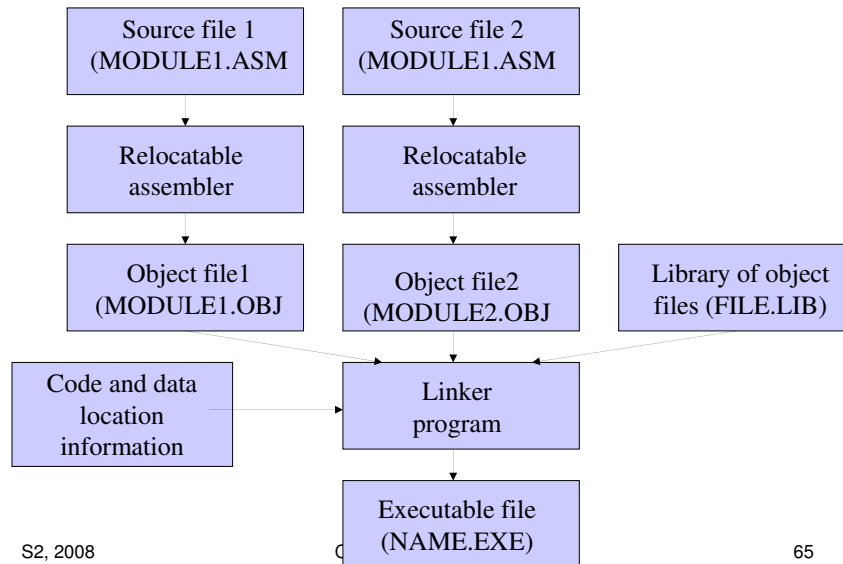 Source file 1
(MODULE1.ASM
Source file 2
(MODULE1.ASM
Relocatable
assembler
Relocatable
assembler
Object file1
(MODULE1.OBJ
Object file2
(MODULE2.OBJ
Library of object
files (FILE.LIB)
Code and data
location
information
Linker
program
Executable file
(NAME.EXE)
S2, 2008
65